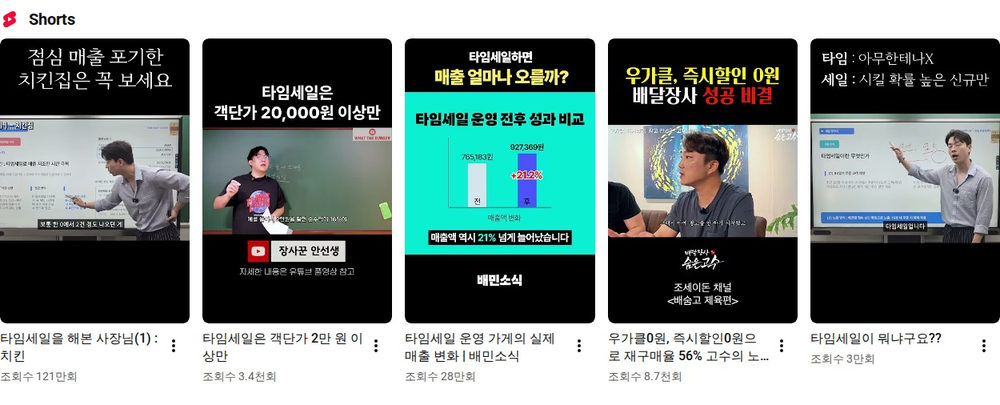 Shorts
점심 매출 포기한
치킨집은 꼭 보세요
보통 한 0에서 2건 정도 나오던 게
타임세일을 해본 사장님(1) :
치킨
조회수 121만회
타임세일은
객단가 20,000원 이상만
WHAT THE BURGER
장사꾼 안선생
자세한 내용은 유튜브 풀영상 참고
타임세일은 객단가 2만 원 이
상만
조회수 3.4천회
타임세일하면
매출 얼마나 오를까?
타임세일 운영 전후 성과 비교
765,183원
927,369원
+21.2%
전
후
매출액 변화
매출액 역시 21% 넘게 늘어났습니다
배민소식
타임세일 운영 가게의 실제
매출 변화 | 배민소식
조회수 28만회
우가클, 즉시할인 0원
배달장사 성공 비결
배달장사
숨은고수
조세이돈 채널
<배숨고 제육편>
우가클0원, 즉시할인0원으
로 재구매율 56% 고수의 노...
조회수 8.7천회
타임 : 아무한테나X
세일 : 시킬 확률 높은 신규만
타임세일이란 무엇인가
타임세일입니다
타임세일이 뭐냐구요??
조회수 3만회